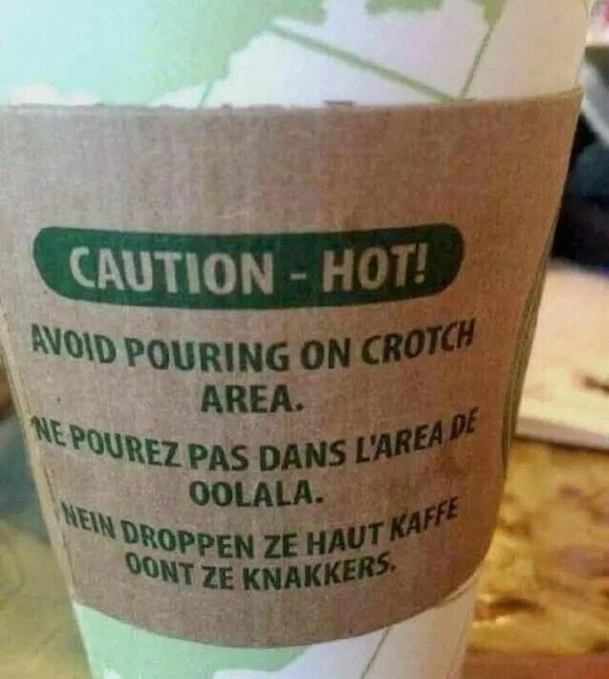 CAUTION - HOT!
AVOID POURING ON CROTCH
AREA.
NE POUREZ PAS DANS L'AREA DE
OOLALA.
NEIN DROPPEN ZE HAUT KAFFE
OONT ZE KNAKKERS.